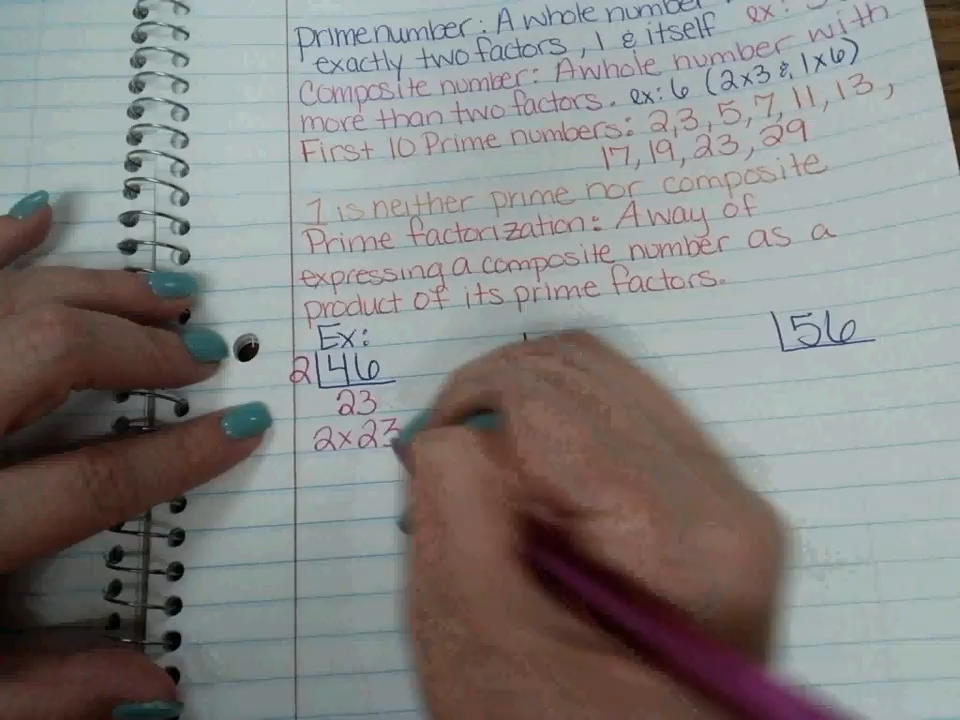 Prime number: A whole number
exactly two factors, 1 & itself ex:
Composite number: A whole number with
more than two factors. ex: 6 (2x3 & 1x6)
First 10 Prime numbers: 2, 3, 5, 7, 11, 13,
17, 19, 23, 29
1 is neither prime nor composite
Prime factorization: A way of
expressing a composite number as a
product of its prime factors.
Ex:
2 46 56
23
2x23